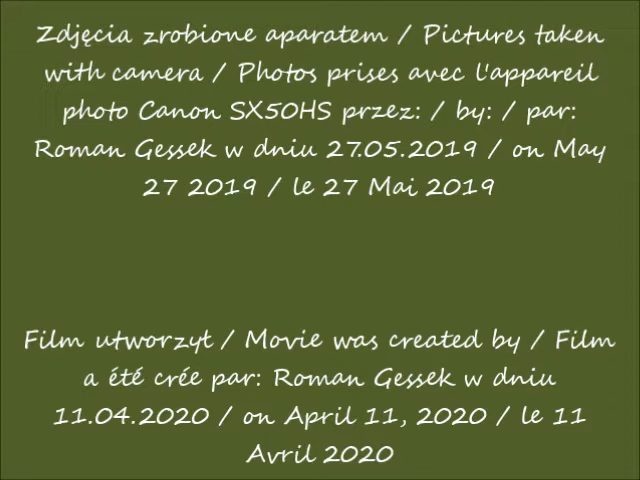 Zdjęcia zrobione aparatem / Pictures taken
with camera / Photos prises avec l'appareil
photo Canon SX50HS przez: / by: / par:
Roman Gessek w dniu 27.05.2019 / on May
27 2019 / le 27 Mai 2019
Film utworzył / Movie was created by / Film
a été crée par: Roman Gessek w dniu
11.04.2020 / on April 11, 2020 / le 11
Avril 2020